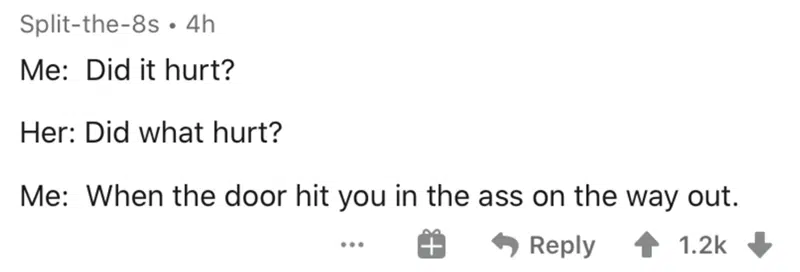 Split-the-8s • 4h
Me: Did it hurt?
Her: Did what hurt?
Me: When the door hit you in the ass on the way out.
... Reply 1.2k